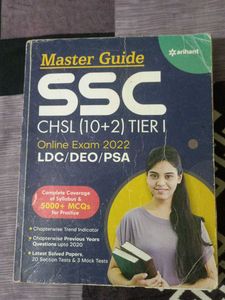 arihant
Master Guide
SSC
CHSL (10+2) TIER I
Online Exam 2022
LDC/DEO/PSA
Complete Coverage
of Syllabus &
5000+ MCQs
for Practice
Chapterwise Trend Indicator
Chapterwise Previous Years
Questions upto 2020
Latest Solved Papers,
20 Section Tests & 3 Mock Tests